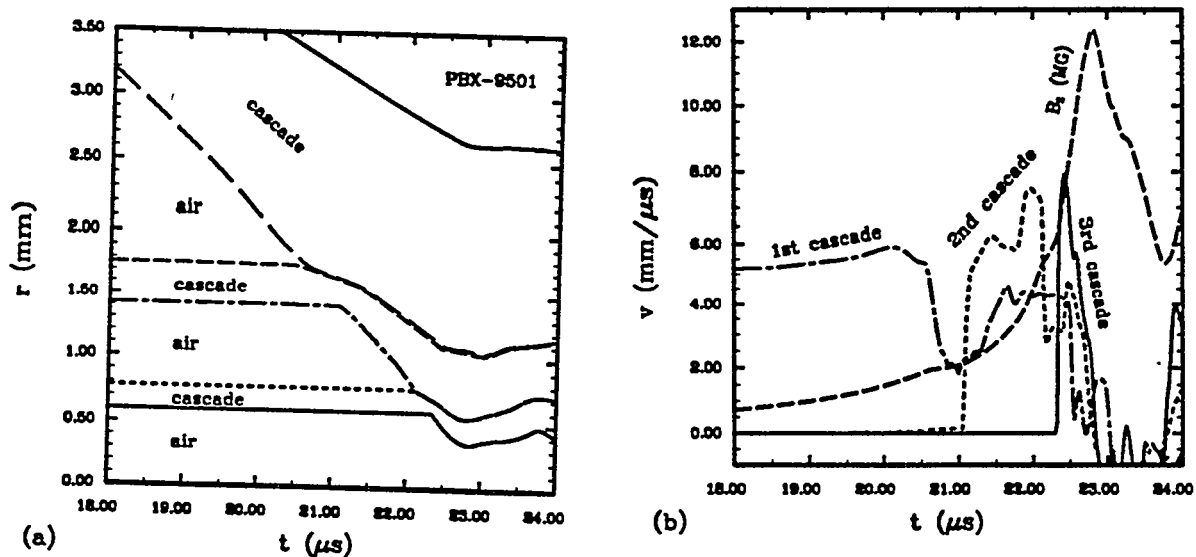 3.50
3.00
2.50
2.00
1.50
1.00
0.50
0.00
r (mm)
PBX-9501
cascade
air
cascade
air
cascade
air
18.00 19.00 20.00 21.00 22.00 23.00 24.00
t (μs)
(a)
12.00
10.00
8.00
6.00
4.00
2.00
0.00
v (mm/μs)
1st cascade
2nd cascade
B_z (MG)
3rd cascade
18.00 19.00 20.00 21.00 22.00 23.00 24.00
t (μs)
(b)